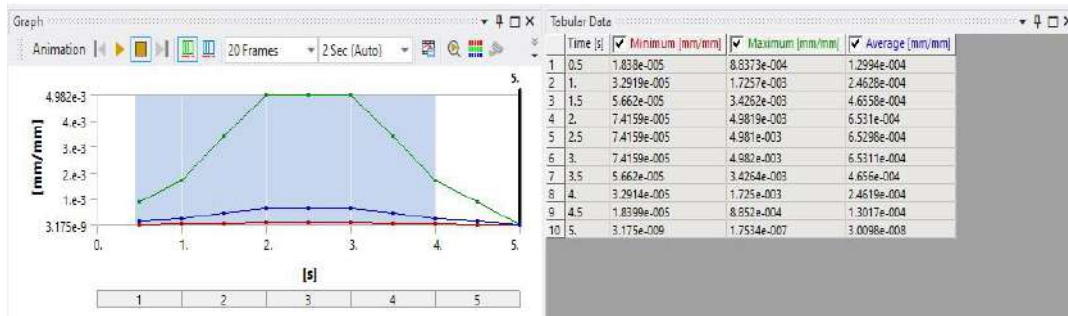 Graph
Animation 20 Frames 2 Sec (Auto)
5.
4.982e-3
4.e-3
3.e-3
2.e-3
1.e-3
3.175e-9
[mm/mm]
0. 1. 2. 3. 4. 5.
[s]
1 2 3 4 5
Tabular Data
Time [s] Minimum [mm/mm] Maximum [mm/mm] Average [mm/mm]
1 0.5 1.838e-005 8.8373e-004 1.2994e-004
2 1. 3.2919e-005 1.7257e-003 2.4628e-004
3 1.5 5.662e-005 3.4262e-003 4.6558e-004
4 2. 7.4159e-005 4.9819e-003 6.531e-004
5 2.5 7.4159e-005 4.981e-003 6.5298e-004
6 3. 7.4159e-005 4.982e-003 6.5311e-004
7 3.5 5.662e-005 3.4264e-003 4.656e-004
8 4. 3.2914e-005 1.725e-003 2.4619e-004
9 4.5 1.8399e-005 8.852e-004 1.3017e-004
10 5. 3.175e-009 1.7534e-007 3.0098e-008